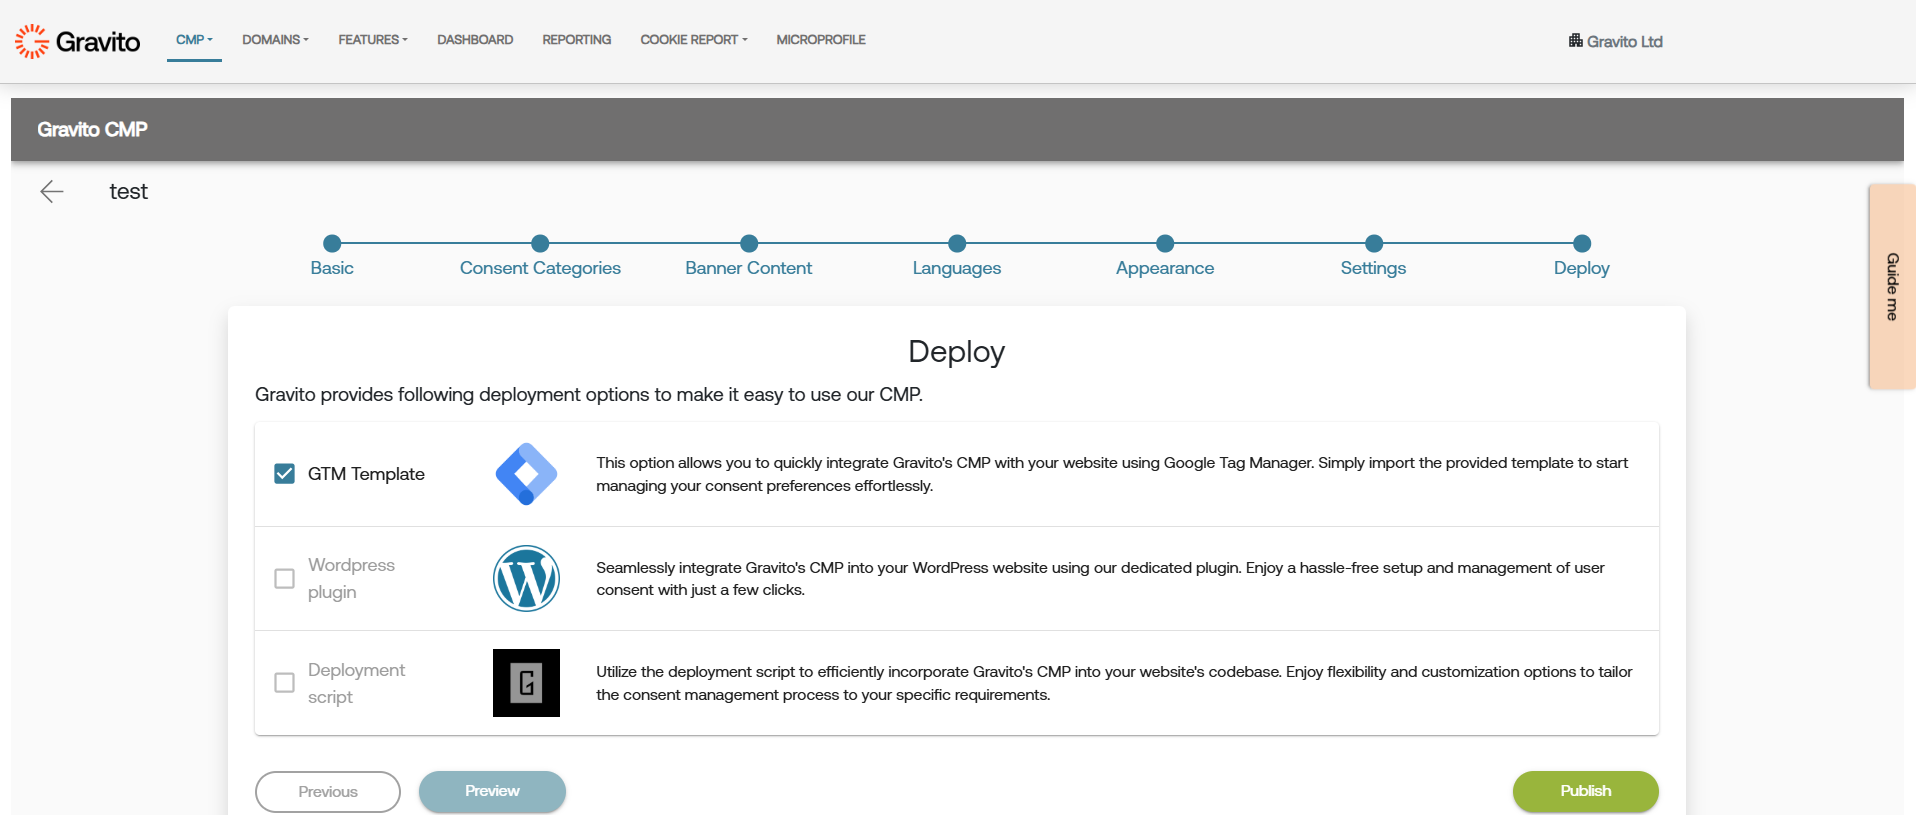 Gravito
CMP
DOMAINS
FEATURES
DASHBOARD
REPORTING
COOKIE REPORT
MICROPROFILE
Gravito Ltd
Gravito CMP
test
Guide me
Basic
Consent Categories
Banner Content
Languages
Appearance
Settings
Deploy
Deploy
Gravito provides following deployment options to make it easy to use our CMP.
GTM Template
This option allows you to quickly integrate Gravito's CMP with your website using Google Tag Manager. Simply import the provided template to start
managing your consent preferences effortlessly.
Wordpress
plugin
Seamlessly integrate Gravito's CMP into your WordPress website using our dedicated plugin. Enjoy a hassle-free setup and management of user
consent with just a few clicks.
Deployment
script
G
Utilize the deployment script to efficiently incorporate Gravito's CMP into your website's codebase. Enjoy flexibility and customization options to tailor
the consent management process to your specific requirements.
Previous
Preview
Publish